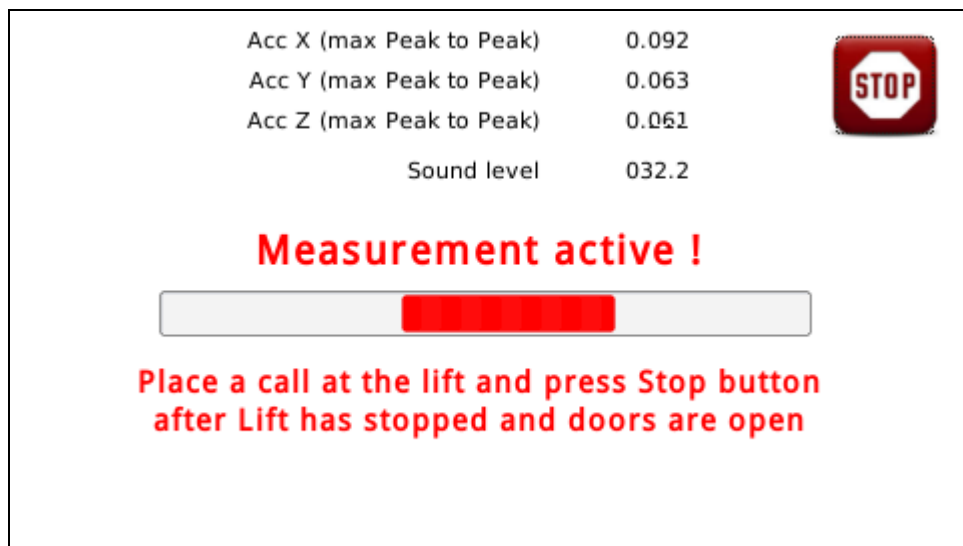 Acc X (max Peak to Peak) 0.092
Acc Y (max Peak to Peak) 0.063
Acc Z (max Peak to Peak) 0.061
STOP
Sound level 032.2
Measurement active !
Place a call at the lift and press Stop button
after Lift has stopped and doors are open